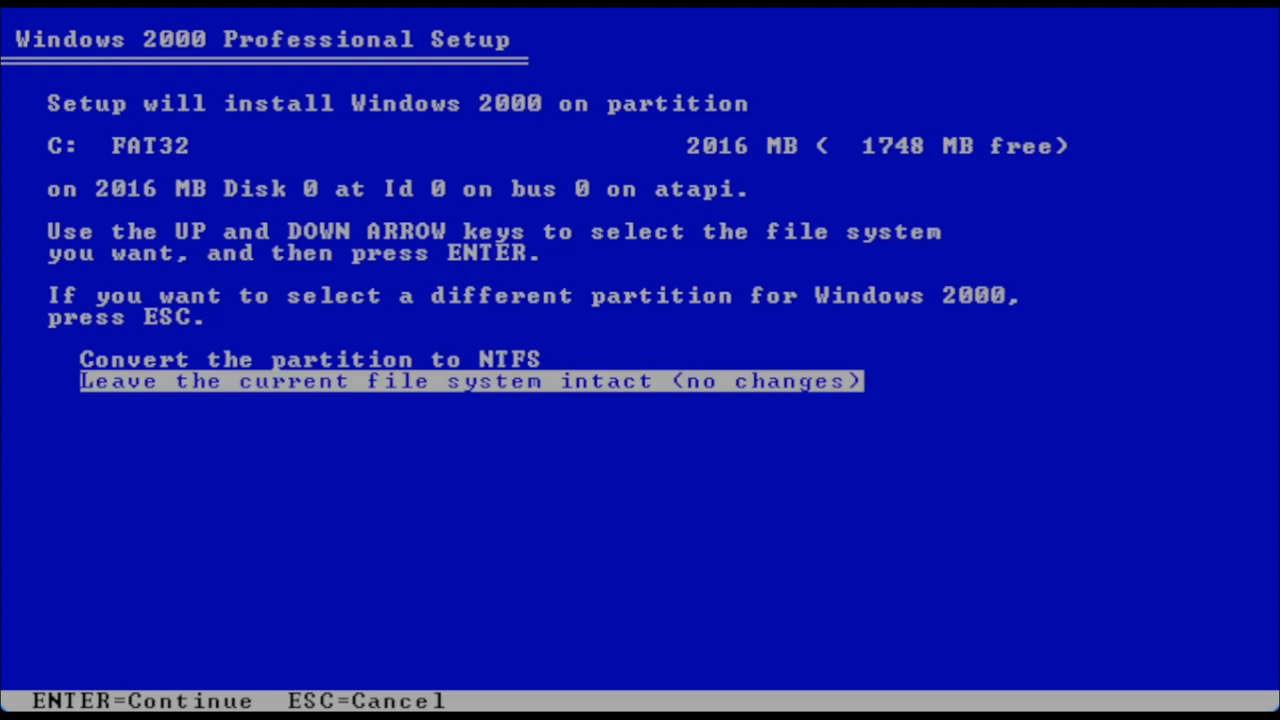 Windows 2000 Professional Setup
Setup will install Windows 2000 on partition
C: FAT32 2016 MB ( 1748 MB free)
on 2016 MB Disk 0 at Id 0 on bus 0 on atapi.
Use the UP and DOWN ARROW keys to select the file system
you want, and then press ENTER.
If you want to select a different partition for Windows 2000,
press ESC.
Convert the partition to NTFS
Leave the current file system intact (no changes)
ENTER=Continue ESC=Cancel